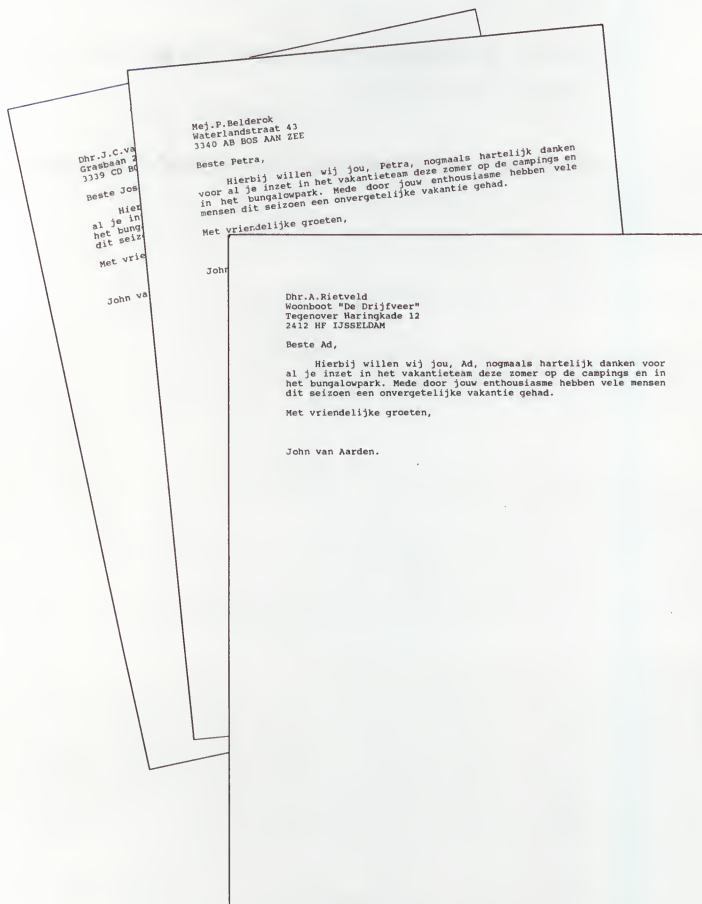 Dhr.J.C.va
Grasbaan 2
3339 CD BO
Beste Jos
Hier
al je in
het bung
dit seiz
Met vrie
John va
Mej.P.Belderok
Waterlandstraat 43
3340 AB BOS AAN ZEE
Beste Petra,
Hierbij willen wij jou, Petra, nogmaals hartelijk danken
voor al je inzet in het vakantieteam deze zomer op de campings en
in het bungalowpark. Mede door jouw enthousiasme hebben vele
mensen dit seizoen een onvergetelijke vakantie gehad.
Met vriendelijke groeten,
John
Dhr.A.Rietveld
Woonboot "De Drijfveer"
Tegenover Haringkade 12
2412 HF IJSSELDAM
Beste Ad,
Hierbij willen wij jou, Ad, nogmaals hartelijk danken voor
al je inzet in het vakantieteam deze zomer op de campings en in
het bungalowpark. Mede door jouw enthousiasme hebben vele mensen
dit seizoen een onvergetelijke vakantie gehad.
Met vriendelijke groeten,
John van Aarden.